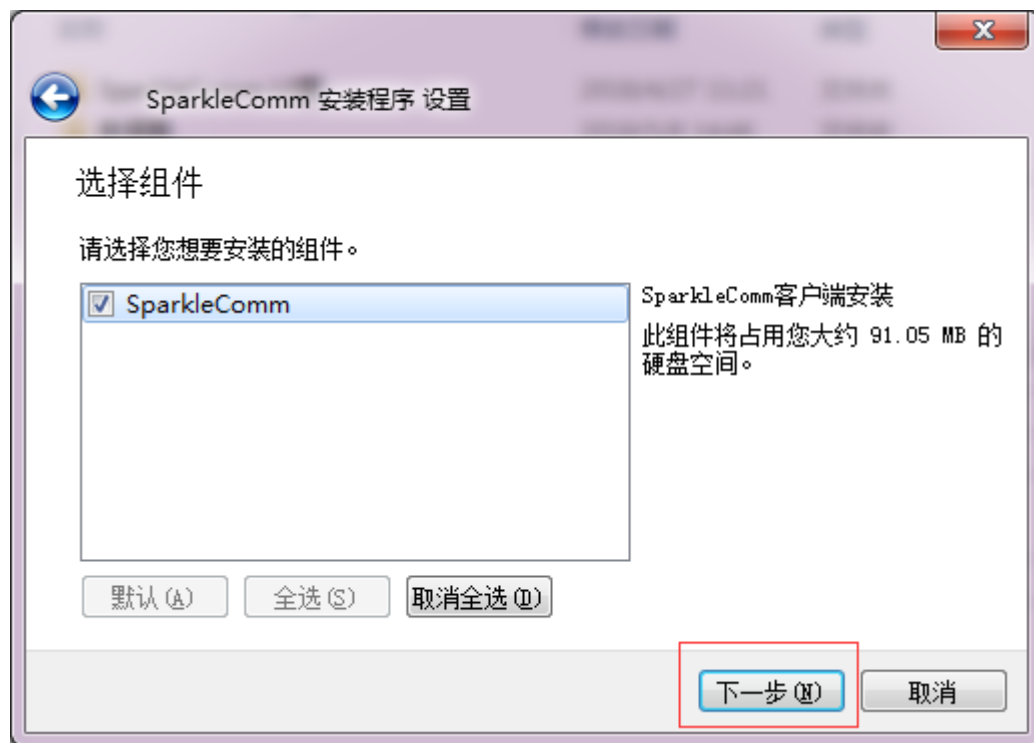 SparkleComm 安装程序 设置
选择组件
请选择您想要安装的组件。
SparkleComm
SparkleComm客户端安装
此组件将占用您大约 91.05 MB 的
硬盘空间。
默认(A)
全选(S)
取消全选(D)
下一步(N)
取消